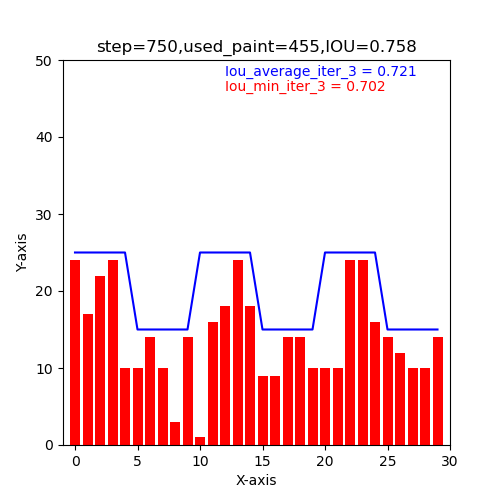 step=750,used_paint=455,IOU=0.758
Iou_average_iter_3 = 0.721
Iou_min_iter_3 = 0.702
50
40
30
20
10
0
Y-axis
0 5 10 15 20 25 30
X-axis